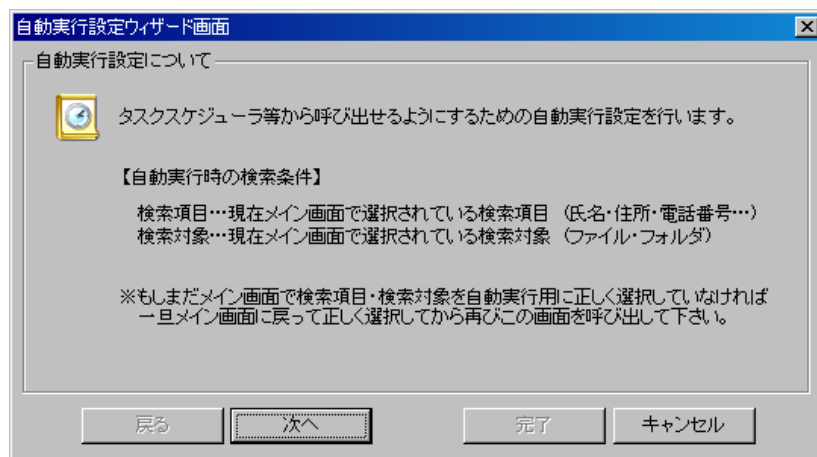 自動実行設定ウィザード画面
自動実行設定について
タスクスケジューラ等から呼び出せるようにするための自動実行設定を行います。
【自動実行時の検索条件】
検索項目…現在メイン画面で選択されている検索項目（氏名・住所・電話番号…）
検索対象…現在メイン画面で選択されている検索対象（ファイル・フォルダ）
※もしまだメイン画面で検索項目・検索対象を自動実行用に正しく選択していなければ
一旦メイン画面に戻って正しく選択してから再びこの画面を呼び出して下さい。
戻る 次へ 完了 キャンセル